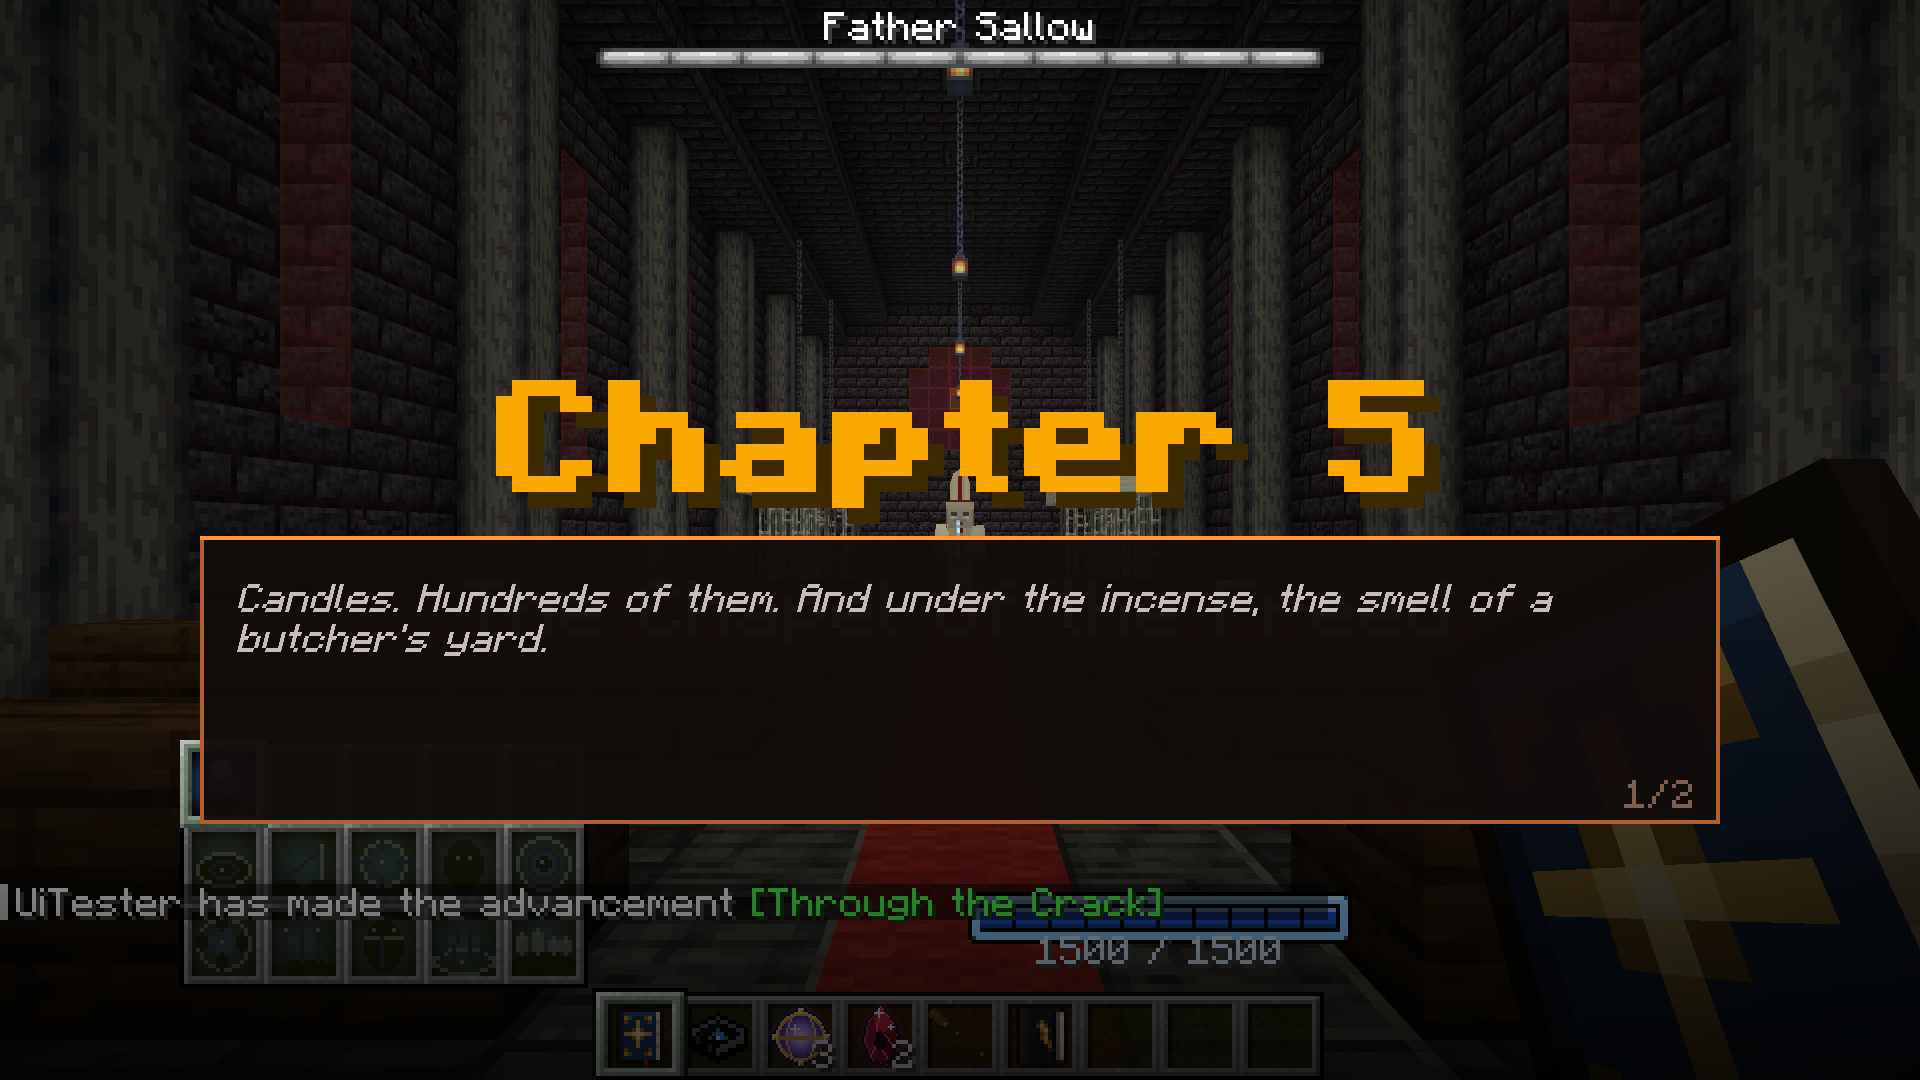 Father Sallow
Chapter 5
Candles. Hundreds of them. And under the incense, the smell of a
butcher's yard.
1/2
UiTester has made the advancement [Through the Crack]
1500 / 1500
3
2